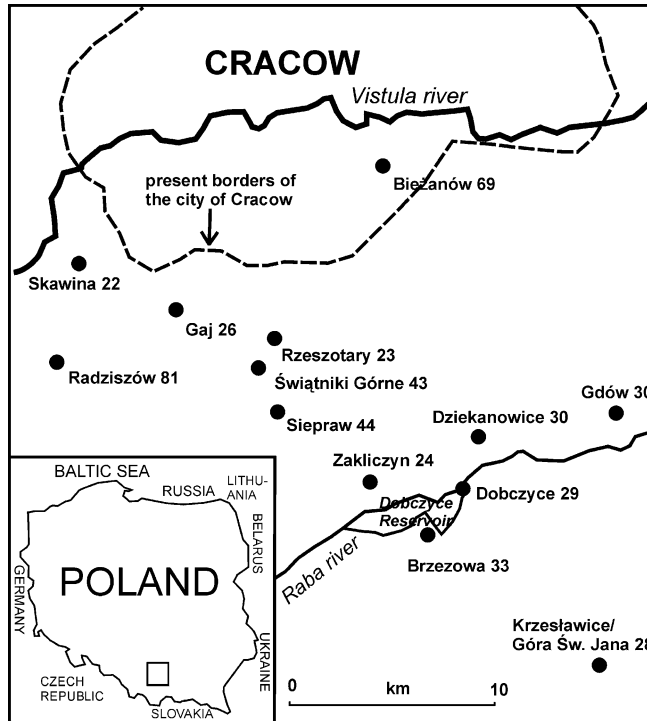 CRACOW
Vistula river
present borders of
the city of Cracow
Bieżanów 69
Skawina 22
Gaj 26
Rzeszotary 23
Radziszów 81
Świątniki Górne 43
Siepraw 44
Gdów 30
Dziekanowice 30
Zakliczyn 24
Dobczyce 29
Dobczyce
Reservoir
Brzezowa 33
Raba river
Krzesławice/
Góra Św. Jana 28
0 km 10
BALTIC SEA
RUSSIA
LITHU-
ANIA
BELARUS
POLAND
GERMANY
UKRAINE
CZECH
REPUBLIC
SLOVAKIA